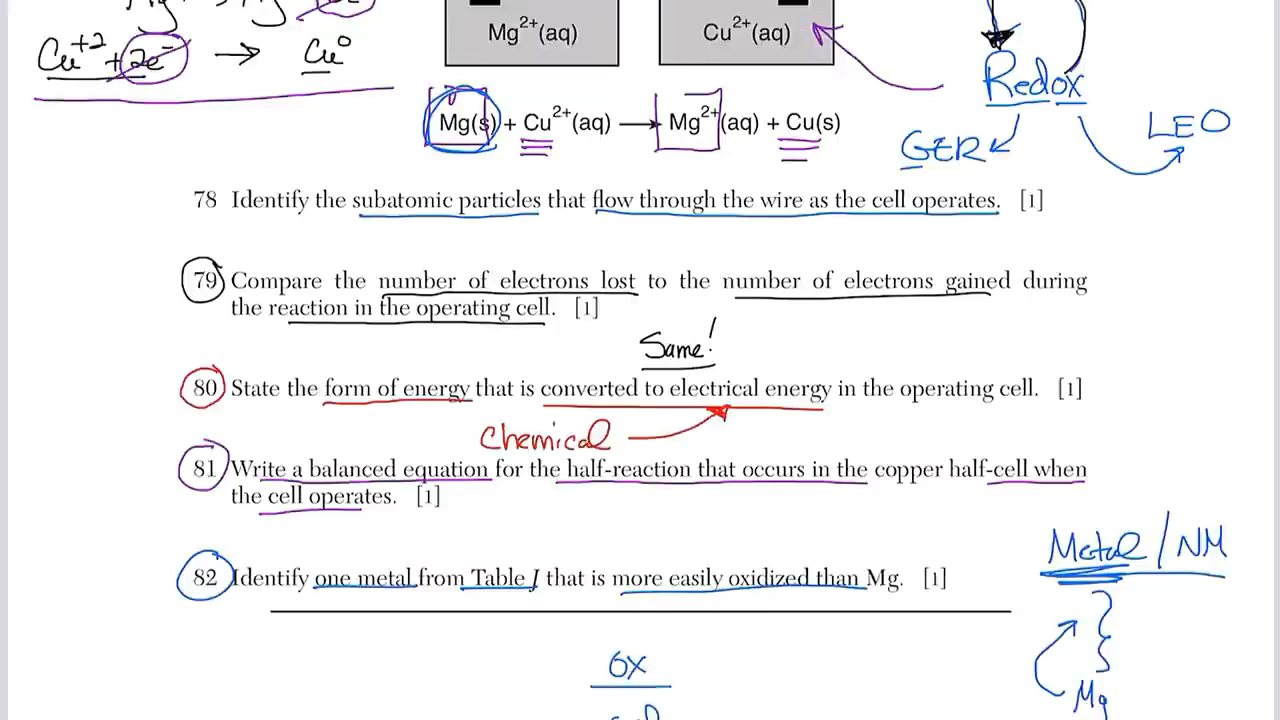 Cu+2 + 2e- → Cu0
Mg2+(aq)
Cu2+(aq)
Redox
GER
LEO
Mg(s) + Cu2+(aq) → Mg2+(aq) + Cu(s)
78 Identify the subatomic particles that flow through the wire as the cell operates. [1]
79 Compare the number of electrons lost to the number of electrons gained during
the reaction in the operating cell. [1]
Same!
80 State the form of energy that is converted to electrical energy in the operating cell. [1]
Chemical
81 Write a balanced equation for the half-reaction that occurs in the copper half-cell when
the cell operates. [1]
82 Identify one metal from Table J that is more easily oxidized than Mg. [1]
Metal/NM
Mg
OX